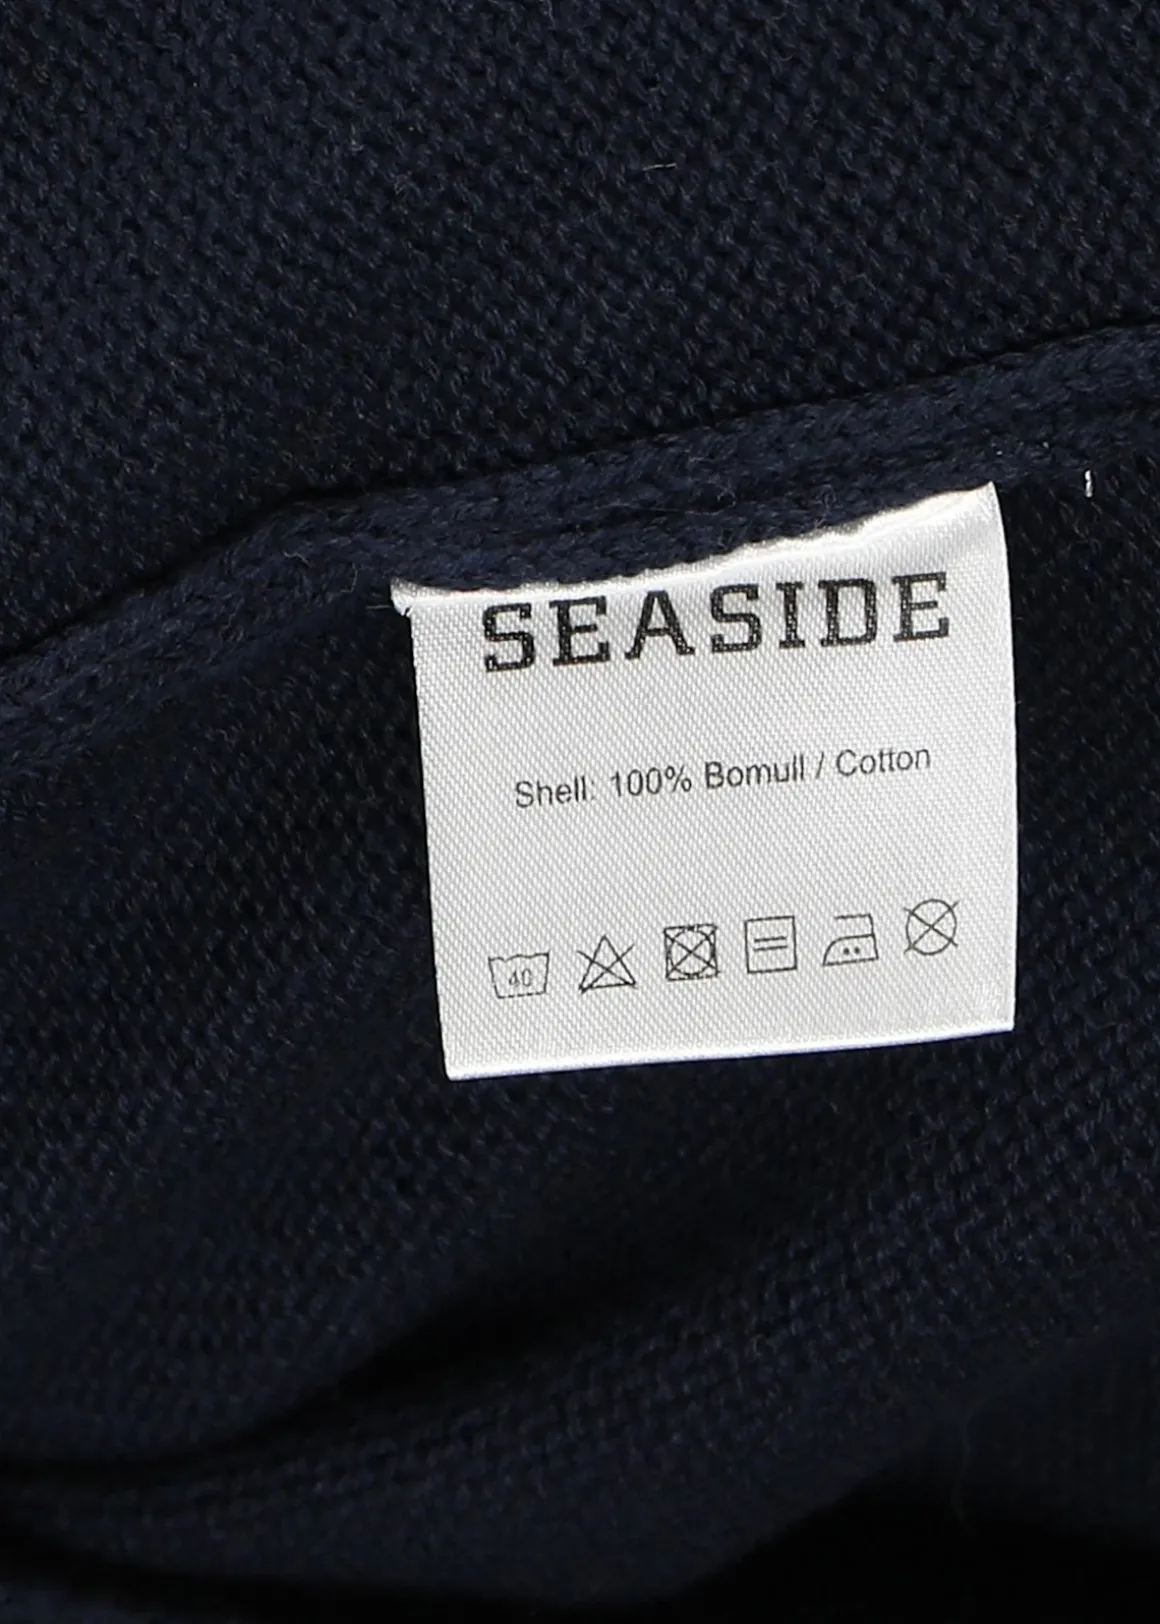 SEASIDE
Shell: 100% Bomull / Cotton
40